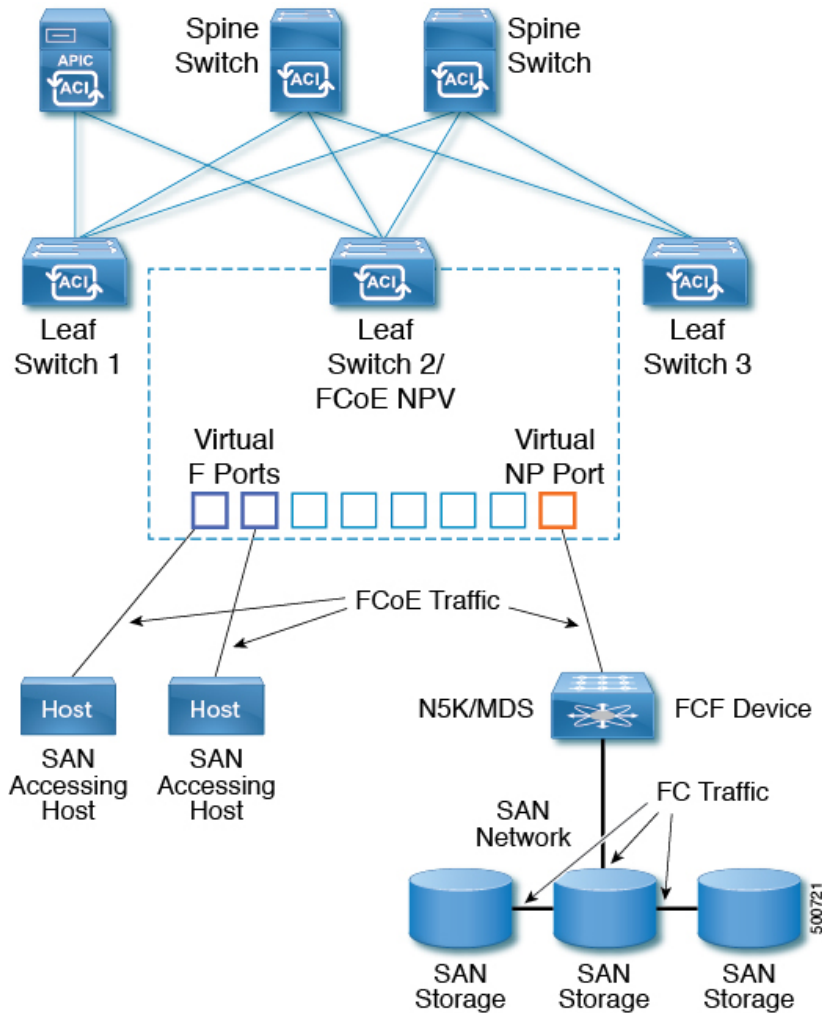 APIC
ACI
Spine
Switch
ACI
Spine
Switch
ACI
ACI
Leaf
Switch 1
ACI
Leaf
Switch 2/
FCoE NPV
ACI
Leaf
Switch 3
Virtual
F Ports
Virtual
NP Port
FCoE Traffic
Host
SAN
Accessing
Host
Host
SAN
Accessing
Host
N5K/MDS
FCF Device
FC Traffic
SAN
Network
SAN
Storage
SAN
Storage
SAN
Storage
500721